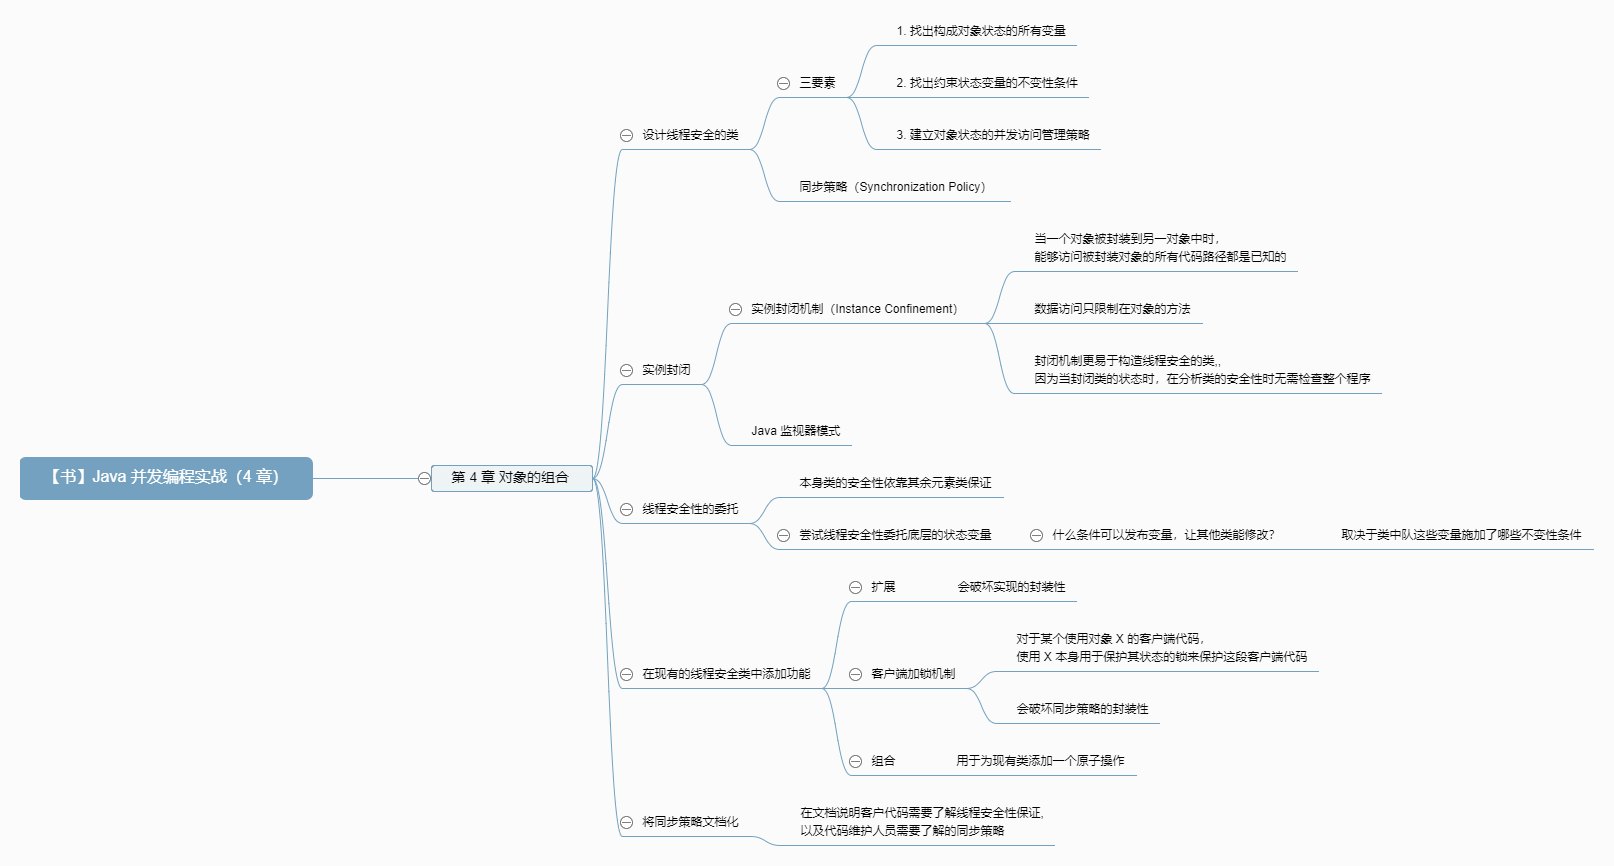 【书】Java 并发编程实战（4 章）
第 4 章 对象的组合
设计线程安全的类
三要素
1. 找出构成对象状态的所有变量
2. 找出约束状态变量的不变性条件
3. 建立对象状态的并发访问管理策略
同步策略（Synchronization Policy）
实例封闭
实例封闭机制（Instance Confinement）
当一个对象被封装到另一对象中时，
能够访问被封装对象的所有代码路径都是已知的
数据访问只限制在对象的方法
封闭机制更易于构造线程安全的类,,
因为当封闭类的状态时，在分析类的安全性时无需检查整个程序
Java 监视器模式
线程安全性的委托
本身类的安全性依靠其余元素类保证
尝试线程安全性委托底层的状态变量
什么条件可以发布变量，让其他类能修改？
取决于类中队这些变量施加了哪些不变性条件
在现有的线程安全类中添加功能
扩展
会破坏实现的封装性
客户端加锁机制
对于某个使用对象 X 的客户端代码，
使用 X 本身用于保护其状态的锁来保护这段客户端代码
会破坏同步策略的封装性
组合
用于为现有类添加一个原子操作
将同步策略文档化
在文档说明客户代码需要了解线程安全性保证,
以及代码维护人员需要了解的同步策略